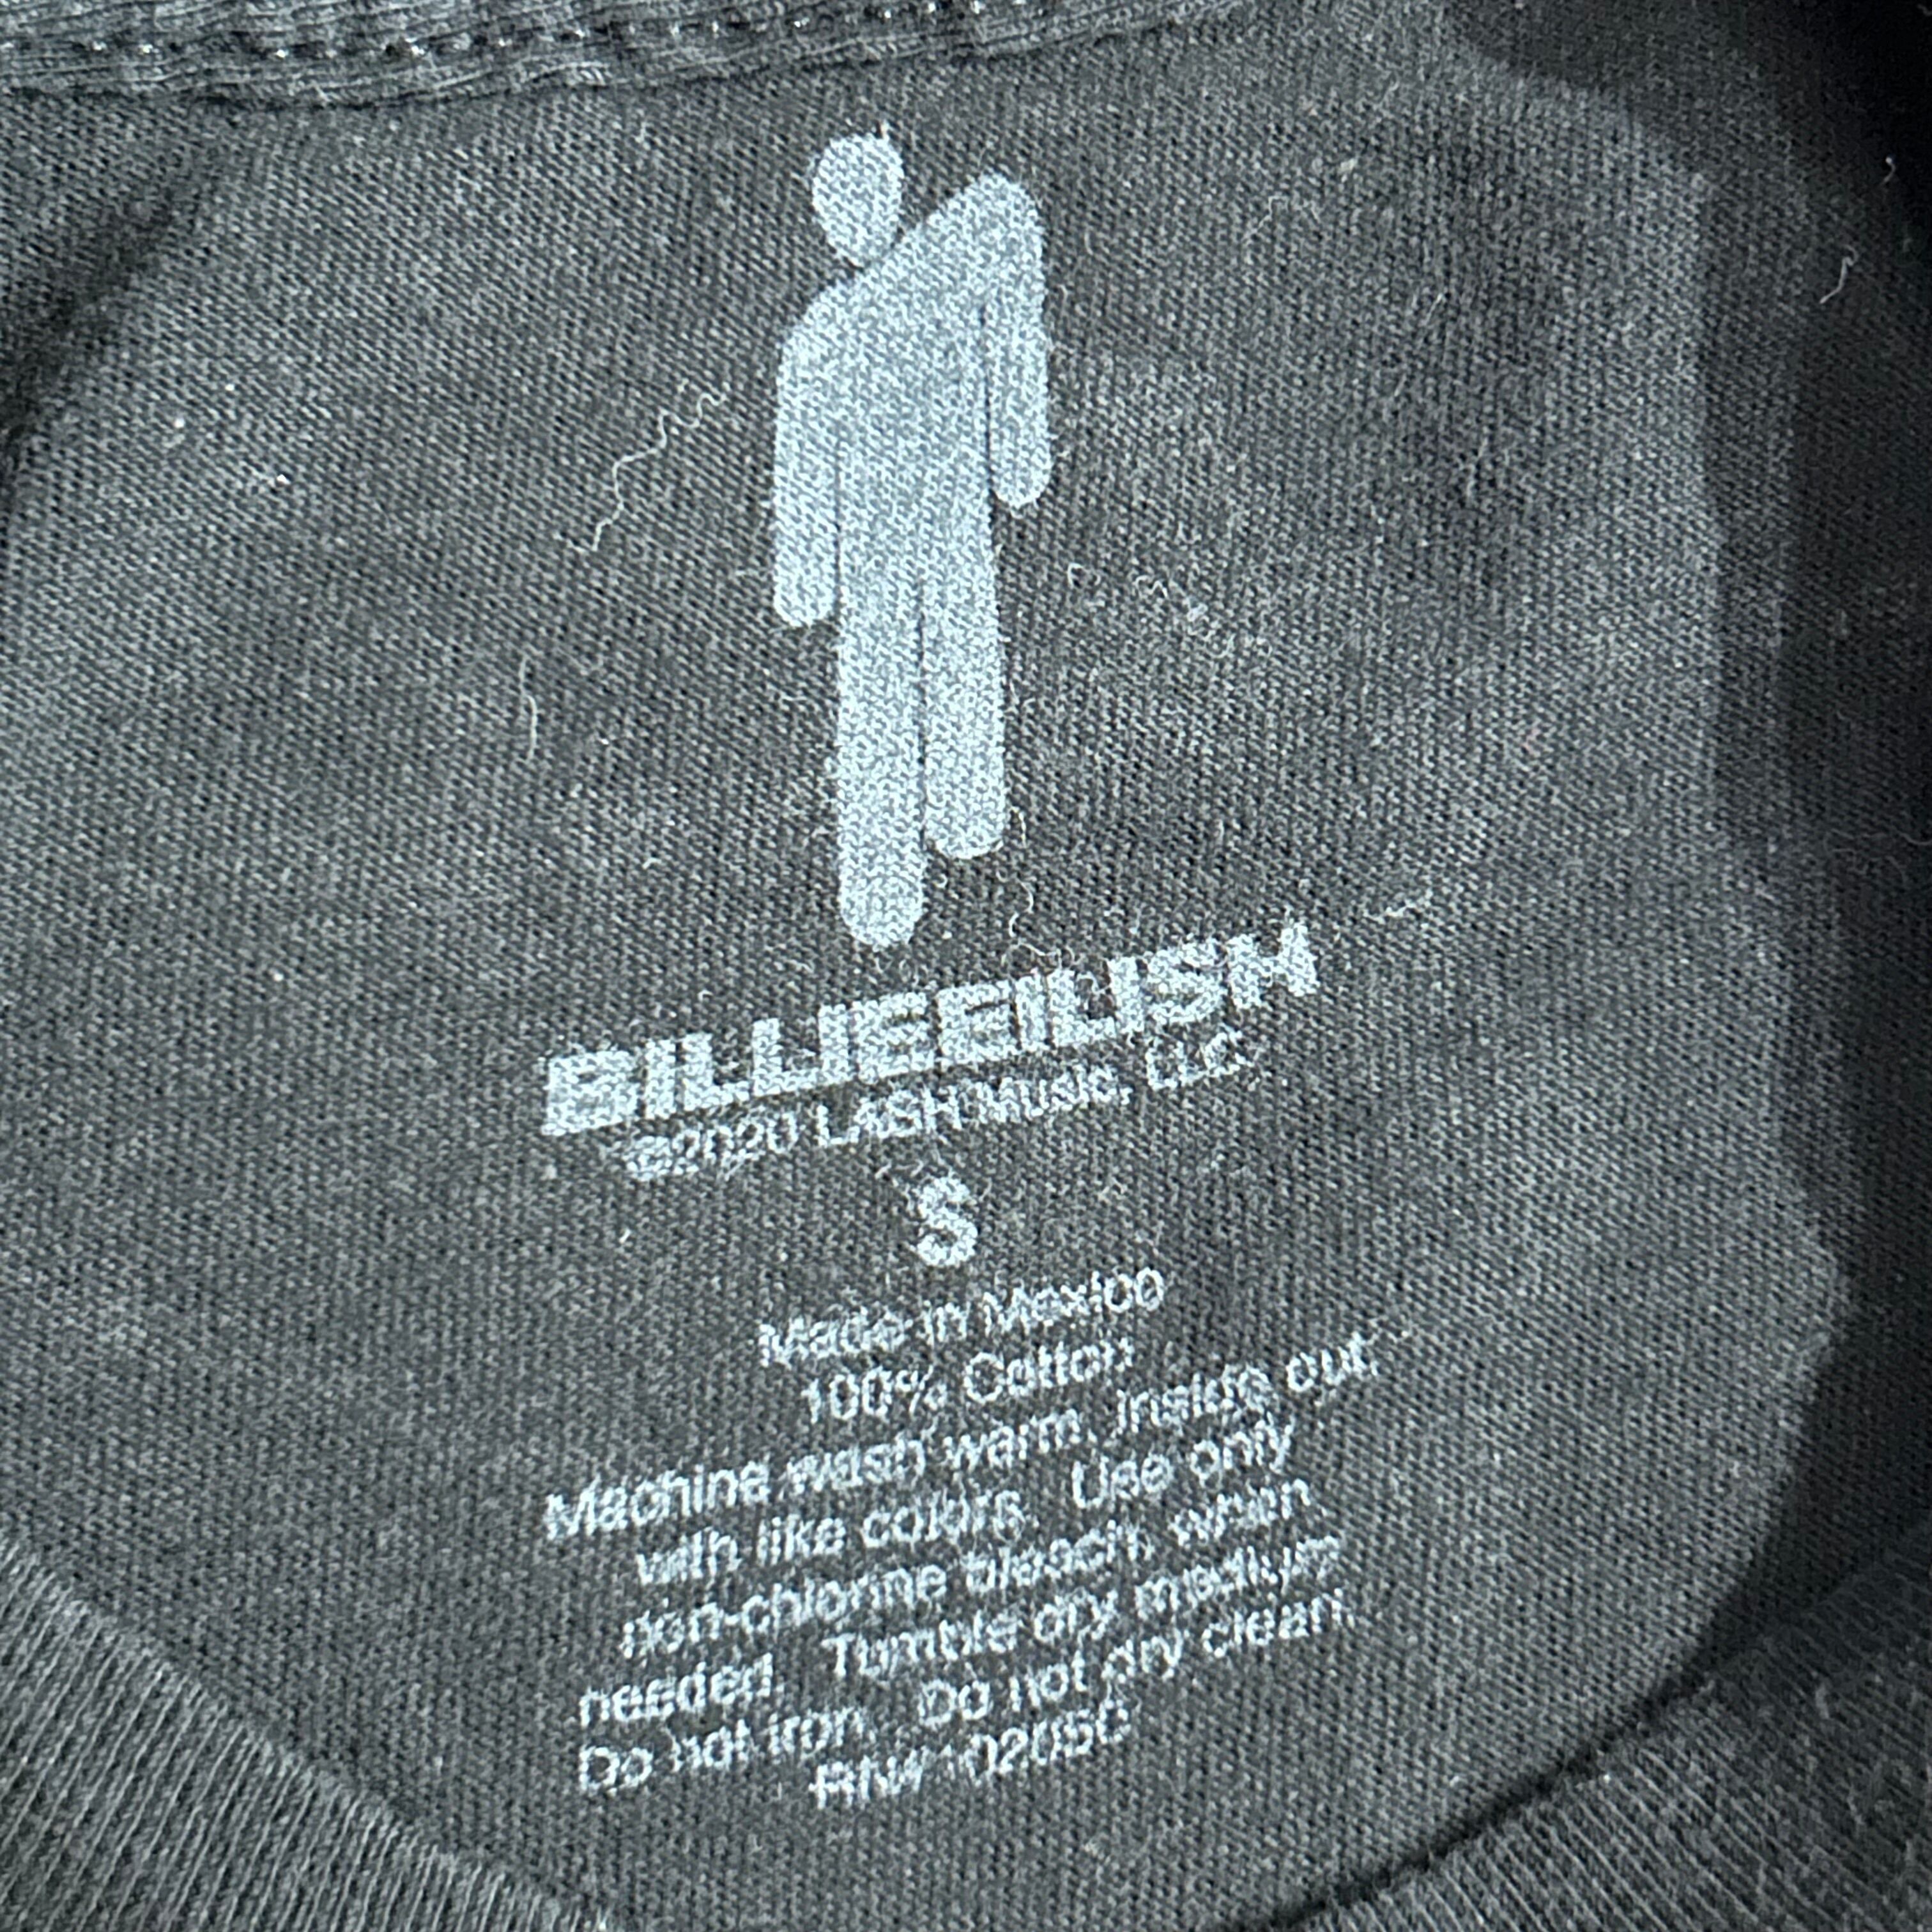 BILLIEEILISH
©2020 LASH Music, LLC
S
Made in Mexico
100% Cotton
Machine wash warm, inside out,
with like colors. Use only
non-chlorine bleach, when
needed. Tumble dry medium.
Do not iron. Do not dry clean.